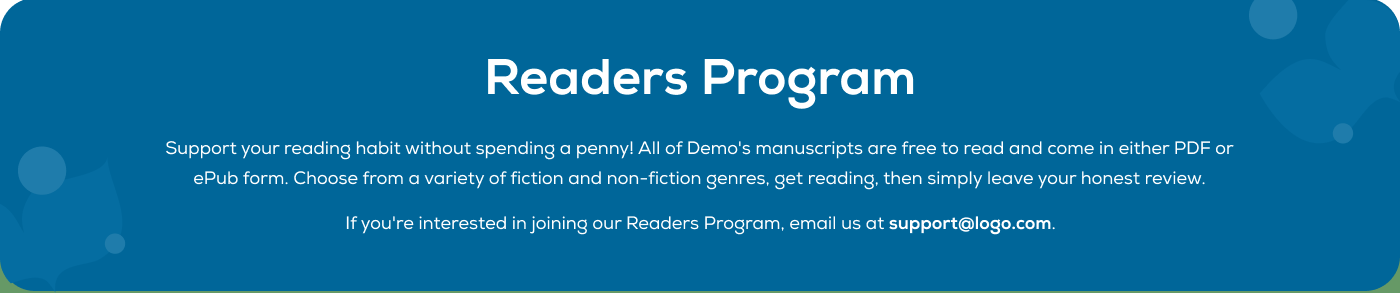 Readers Program
Support your reading habit without spending a penny! All of Demo's manuscripts are free to read and come in either PDF or
ePub form. Choose from a variety of fiction and non-fiction genres, get reading, then simply leave your honest review.
If you're interested in joining our Readers Program, email us at support@logo.com.